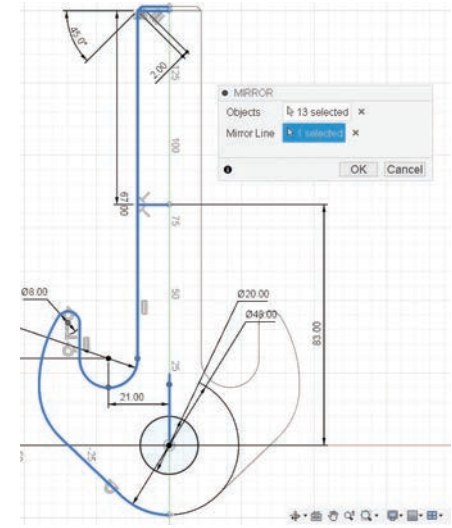 45.0°
2.00
125
MIRROR
Objects 13 selected ×
Mirror Line 1 selected ×
OK Cancel
100
67.00
75
50
Ø8.00
Ø20.00
Ø48.00
83.00
25
21.00
-25